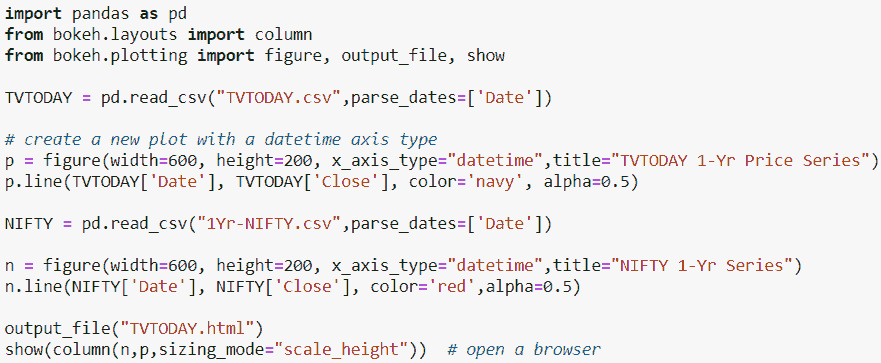 import pandas as pd
from bokeh.layouts import column
from bokeh.plotting import figure, output_file, show

TVTODAY = pd.read_csv("TVTODAY.csv",parse_dates=['Date'])

# create a new plot with a datetime axis type
p = figure(width=600, height=200, x_axis_type="datetime",title="TVTODAY 1-Yr Price Series")
p.line(TVTODAY['Date'], TVTODAY['Close'], color='navy', alpha=0.5)

NIFTY = pd.read_csv("1Yr-NIFTY.csv",parse_dates=['Date'])

n = figure(width=600, height=200, x_axis_type="datetime",title="NIFTY 1-Yr Series")
n.line(NIFTY['Date'], NIFTY['Close'], color='red',alpha=0.5)

output_file("TVTODAY.html")
show(column(n,p,sizing_mode="scale_height"))  # open a browser